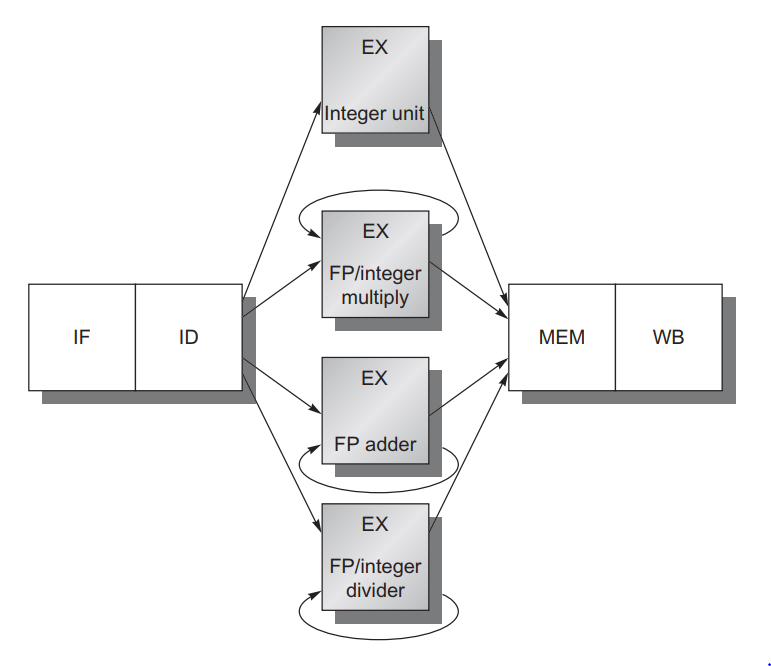 EX
Integer unit
EX
FP/integer
multiply
IF
ID
MEM
WB
EX
FP adder
EX
FP/integer
divider